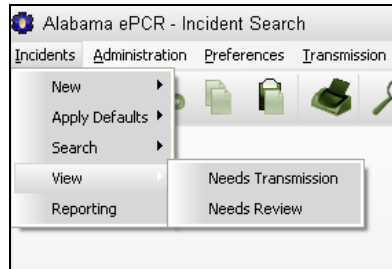 Alabama ePCR - Incident Search
Incidents Administration Preferences Transmission
New
Apply Defaults
Search
View
Needs Transmission
Reporting
Needs Review